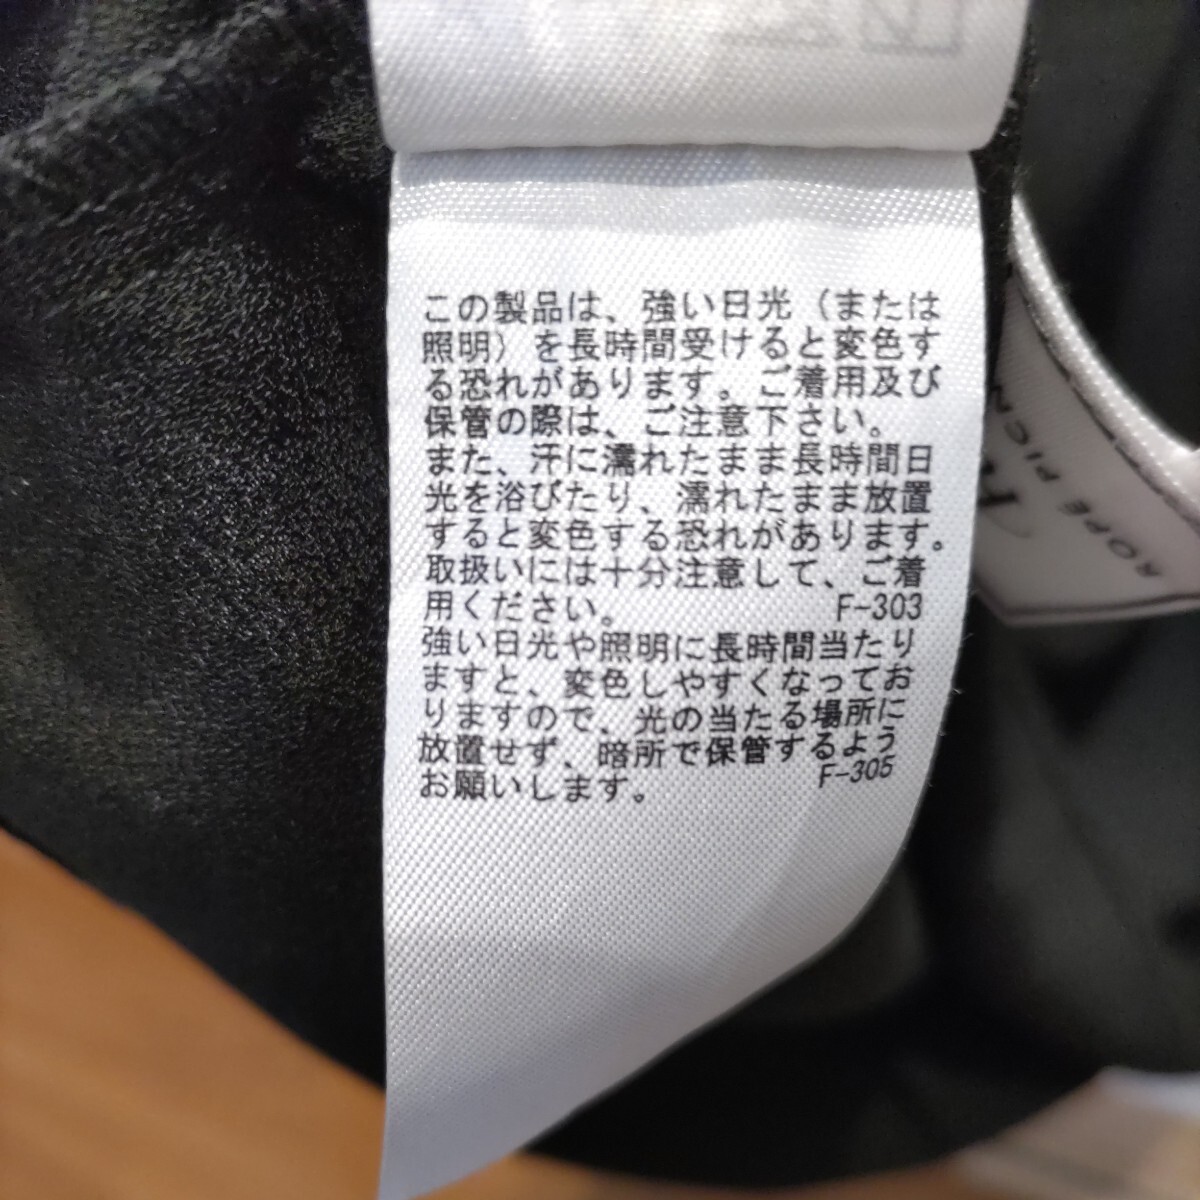 この製品は、強い日光（または
照明）を長時間受けると変色す
る恐れがあります。ご着用及び
保管の際は、ご注意下さい。
また、汗に濡れたまま長時間日
光を浴びたり、濡れたまま放置
すると変色する恐れがあります。
取扱いには十分注意して、ご着
用ください。 F-303
強い日光や照明に長時間当たり
ますと、変色しやすくなってお
りますので、光の当たる場所に
放置せず、暗所で保管するよう
お願いします。 F-305
ROPÉ PICN